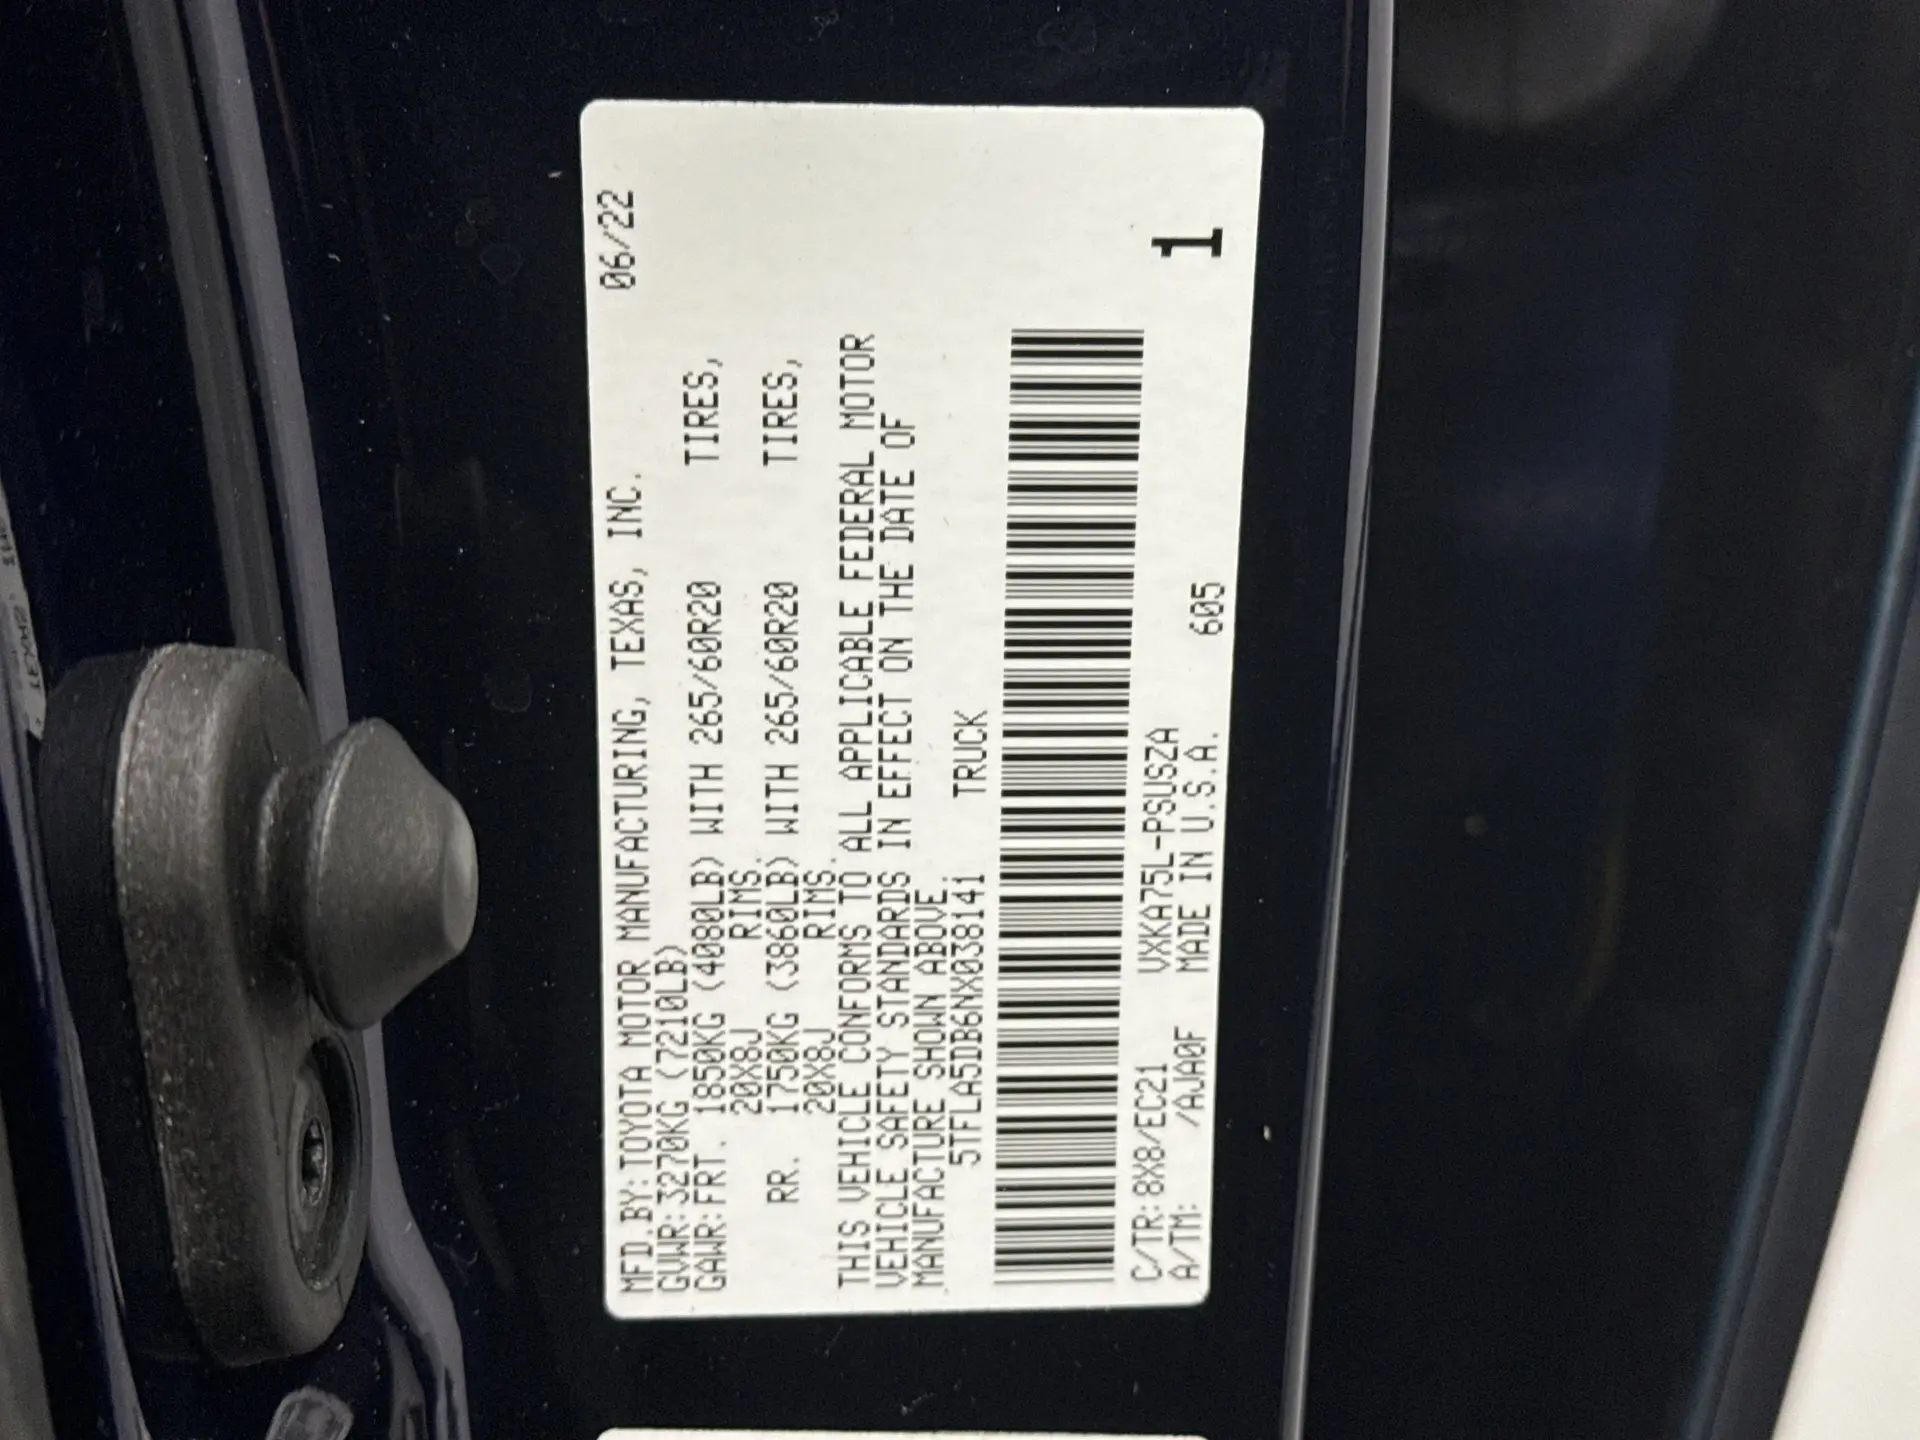 MFD.BY:TOYOTA MOTOR MANUFACTURING, TEXAS, INC. 06/22
GVWR:3270KG (7210LB)
GAWR:FRT. 1850KG (4080LB) WITH 265/60R20 TIRES,
20X8J RIMS.
RR. 1750KG (3860LB) WITH 265/60R20 TIRES,
20X8J RIMS.
THIS VEHICLE CONFORMS TO ALL APPLICABLE FEDERAL MOTOR
VEHICLE SAFETY STANDARDS IN EFFECT ON THE DATE OF
MANUFACTURE SHOWN ABOVE.
5TFLA5DB6NX038141 TRUCK
C/TR:8X8/EC21 VXKA75L-PSUSZA
A/TM: /AJA0F MADE IN U.S.A. 605
1